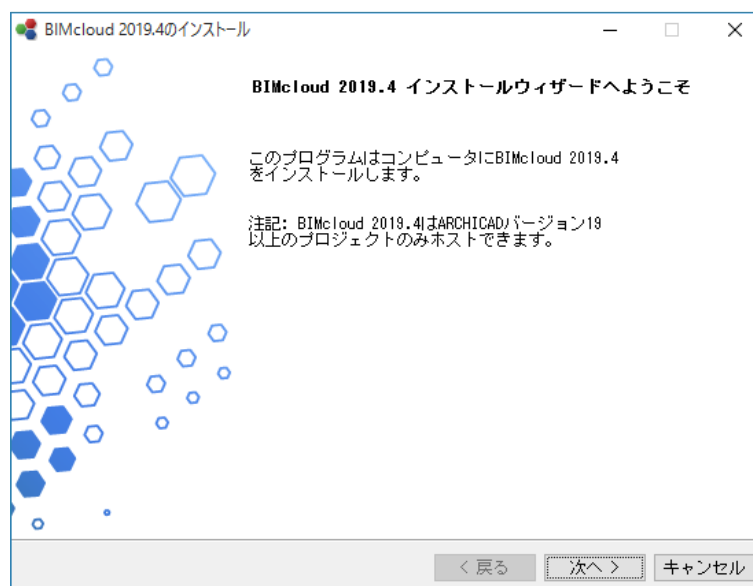 BIMcloud 2019.4のインストール
BIMcloud 2019.4 インストールウィザードへようこそ
このプログラムはコンピュータにBIMcloud 2019.4
をインストールします。
注記: BIMcloud 2019.4はARCHICADバージョン19
以上のプロジェクトのみホストできます。
< 戻る 次へ > キャンセル